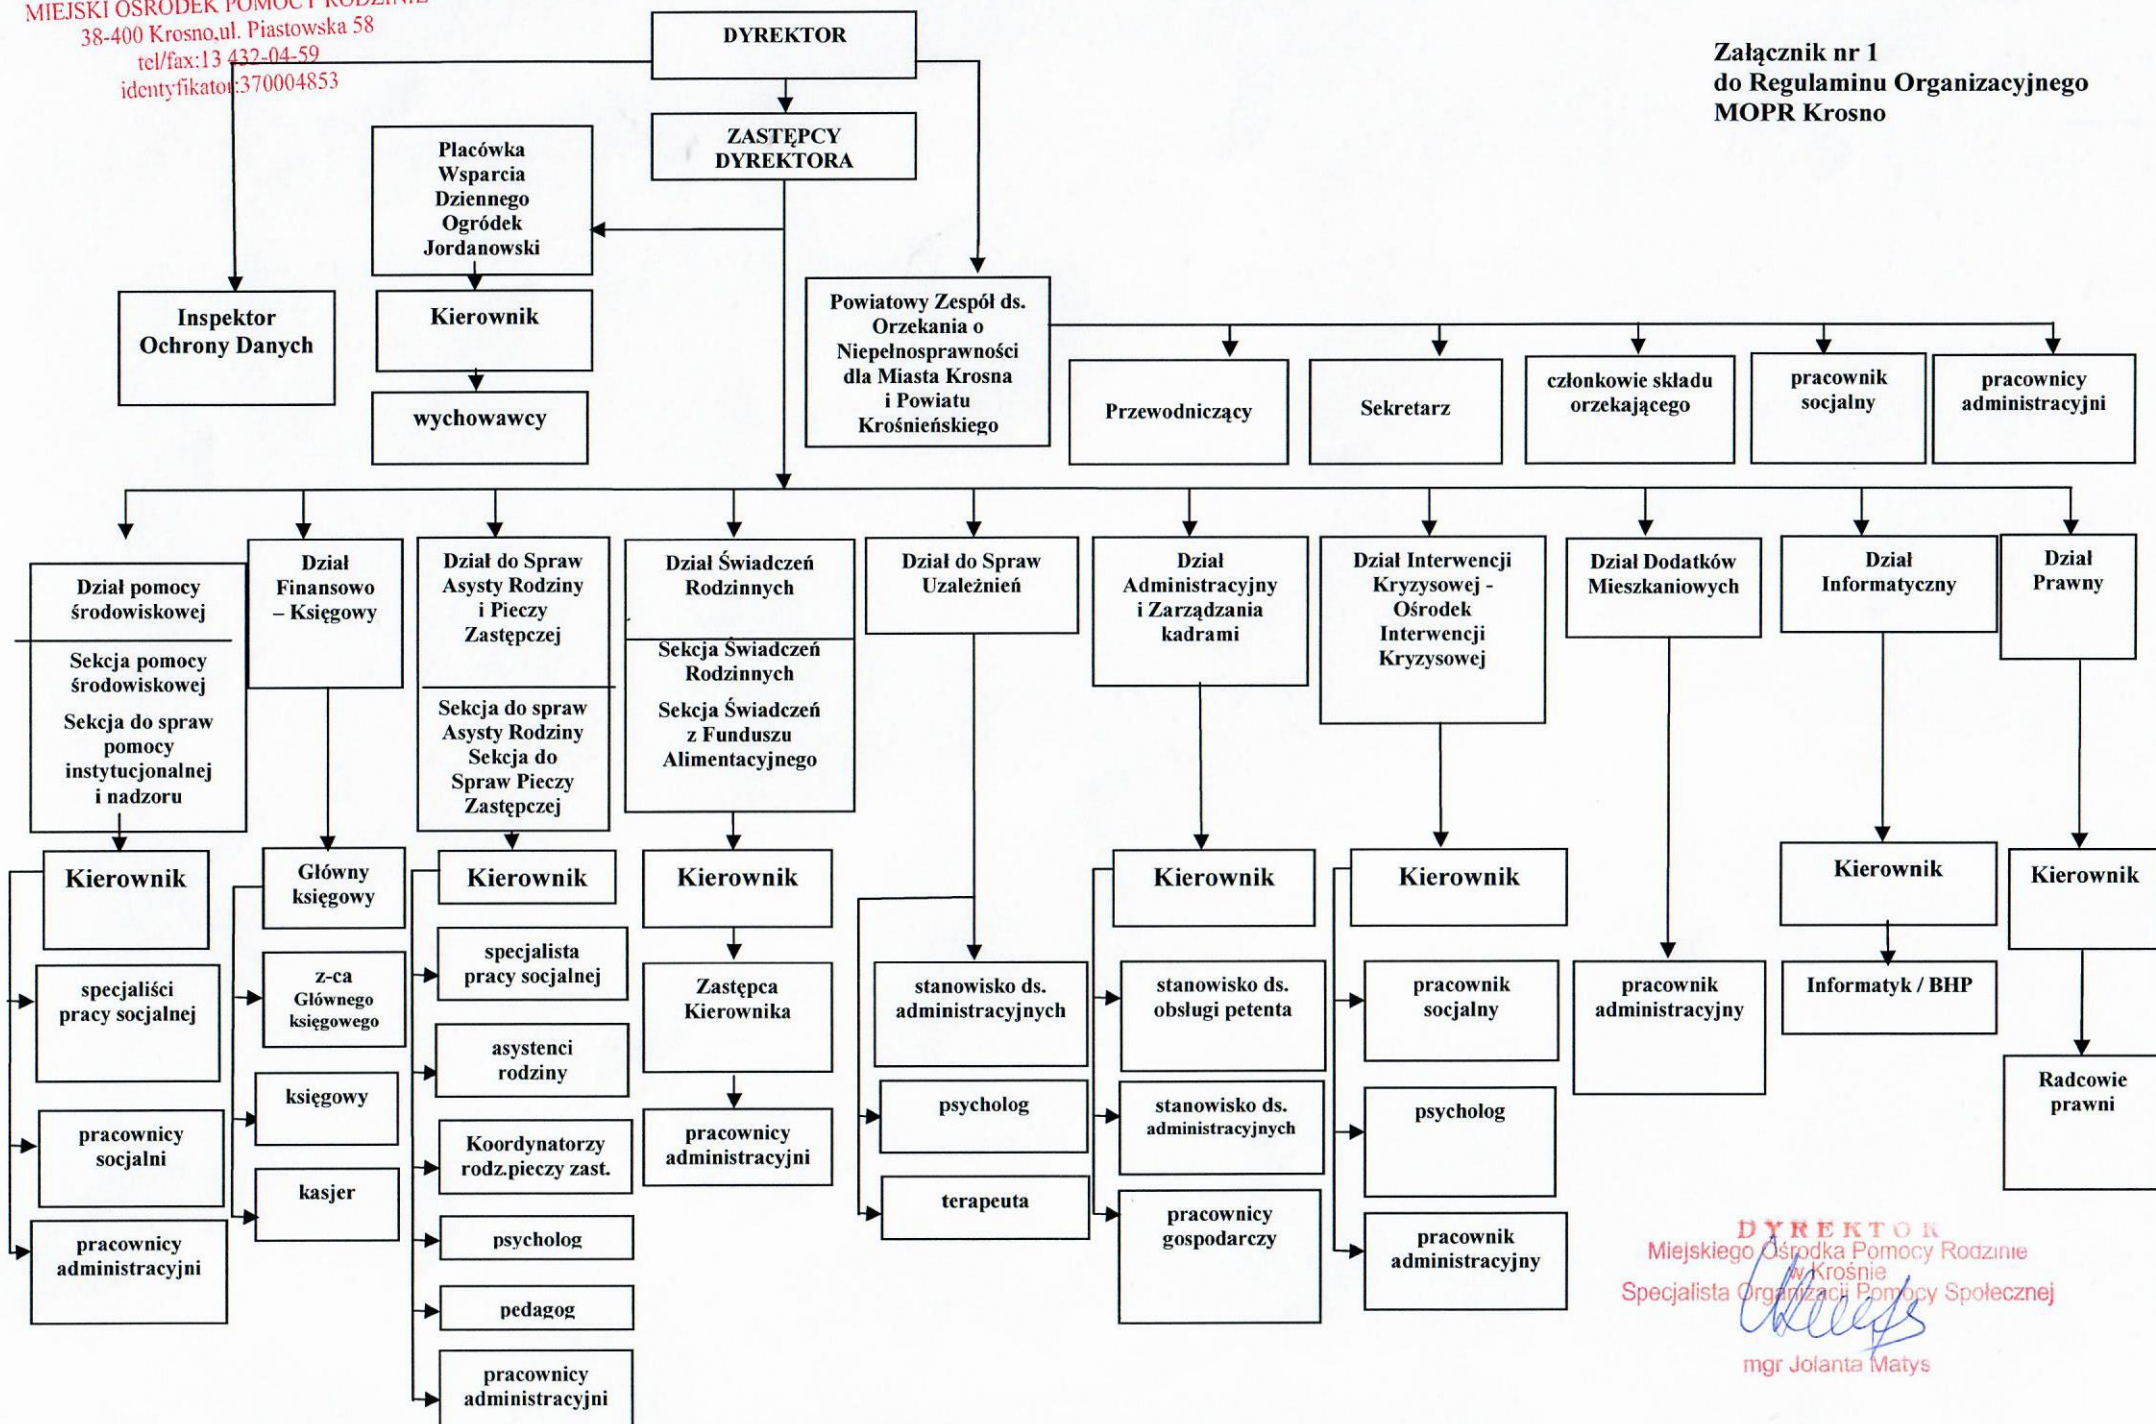 MIEJSKI OŚRODEK POMOCY RODZINIE
38-400 Krosno,ul. Piastowska 58
tel/fax:13 432-04-59
identyfikator:370004853
DYREKTOR
Załącznik nr 1
do Regulaminu Organizacyjnego
MOPR Krosno
ZASTĘPCY
DYREKTORA
Placówka
Wsparcia
Dziennego
Ogródek
Jordanowski
Inspektor
Ochrony Danych
Kierownik
wychowawcy
Powiatowy Zespół ds.
Orzekania o
Niepełnosprawności
dla Miasta Krosna
i Powiatu
Krośnieńskiego
Przewodniczący
Sekretarz
członkowie składu
orzekającego
pracownik
socjalny
pracownicy
administracyjni
Dział pomocy
środowiskowej
Sekcja pomocy
środowiskowej
Sekcja do spraw
pomocy
instytucjonalnej
i nadzoru
Kierownik
specjaliści
pracy socjalnej
pracownicy
socjalni
pracownicy
administracyjni
Dział
Finansowo
– Księgowy
Główny
księgowy
z-ca
Głównego
księgowego
księgowy
kasjer
Dział do Spraw
Asysty Rodziny
i Pieczy
Zastępczej
Sekcja do spraw
Asysty Rodziny
Sekcja do
Spraw Pieczy
Zastępczej
Kierownik
specjalista
pracy socjalnej
asystenci
rodziny
Koordynatorzy
rodz.pieczy zast.
psycholog
pedagog
pracownicy
administracyjni
Dział Świadczeń
Rodzinnych
Sekcja Świadczeń
Rodzinnych
Sekcja Świadczeń
z Funduszu
Alimentacyjnego
Kierownik
Zastępca
Kierownika
pracownicy
administracyjni
Dział do Spraw
Uzależnień
stanowisko ds.
administracyjnych
psycholog
terapeuta
Dział
Administracyjny
i Zarządzania
kadrami
Kierownik
stanowisko ds.
obsługi petenta
stanowisko ds.
administracyjnych
pracownicy
gospodarczy
Dział Interwencji
Kryzysowej -
Ośrodek
Interwencji
Kryzysowej
Kierownik
pracownik
socjalny
psycholog
pracownik
administracyjny
Dział Dodatków
Mieszkaniowych
pracownik
administracyjny
Dział
Informatyczny
Kierownik
Informatyk / BHP
Dział
Prawny
Kierownik
Radcowie
prawni
DYREKTOR
Miejskiego Ośrodka Pomocy Rodzinie
w Krośnie
Specjalista Organizacji Pomocy Społecznej
mgr Jolanta Matys